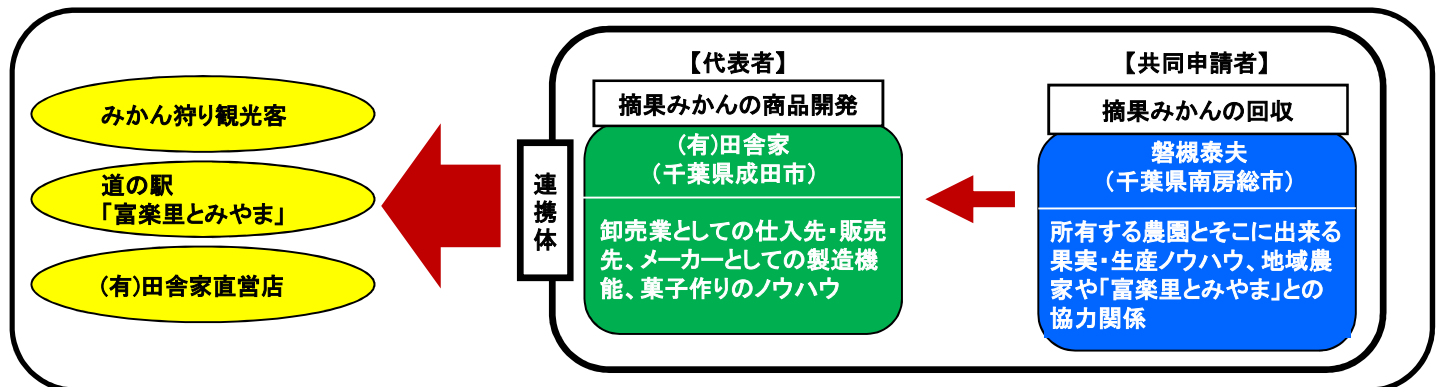 みかん狩り観光客
道の駅
「富楽里とみやま」
(有)田舎家直営店
連携体
【代表者】
摘果みかんの商品開発
(有)田舎家
(千葉県成田市)
卸売業としての仕入先・販売
先、メーカーとしての製造機
能、菓子作りのノウハウ
【共同申請者】
摘果みかんの回収
磐槻泰夫
(千葉県南房総市)
所有する農園とそこに出来る
果実・生産ノウハウ、地域農
家や「富楽里とみやま」との
協力関係